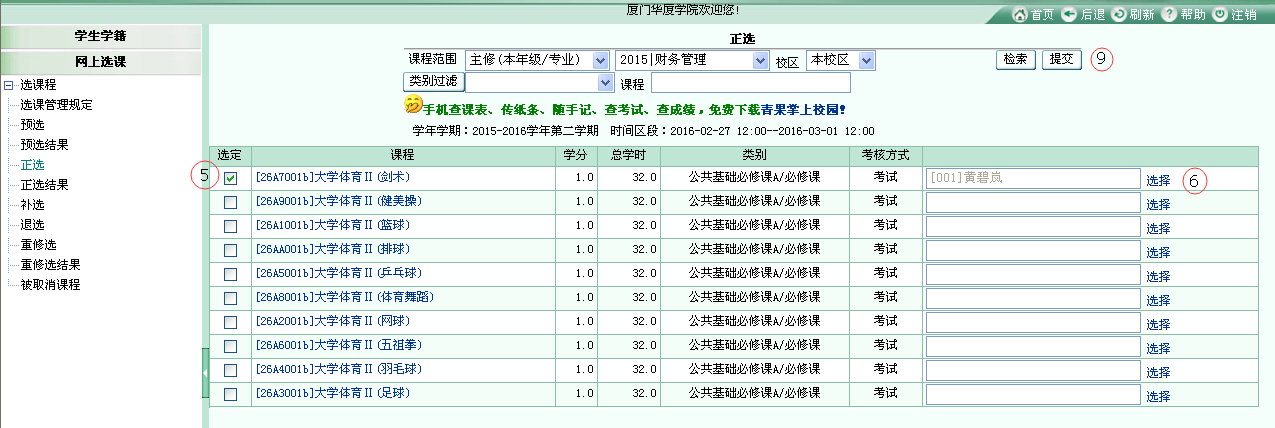 厦门华厦学院欢迎您!
首页 后退 刷新 帮助 注销
学生学籍
网上选课
选课程
选课管理规定
预选
预选结果
正选
正选结果
补选
退选
重修选
重修选结果
被取消课程
正选
课程范围 主修(本年级/专业) 2015|财务管理 校区 本校区 检索 提交 ⑨
类别过滤 课程
手机查课表、传纸条、随手记、查考试、查成绩，免费下载青果掌上校园!
学年学期：2015-2016学年第二学期 时间区段：2016-02-27 12:00--2016-03-01 12:00
选定 课程 学分 总学时 类别 考核方式
⑤ [26A7001b]大学体育Ⅱ(剑术) 1.0 32.0 公共基础必修课A/必修课 考试 [001]黄碧岚 选择 ⑥
[26A9001b]大学体育Ⅱ(健美操) 1.0 32.0 公共基础必修课A/必修课 考试 选择
[26A1001b]大学体育Ⅱ(篮球) 1.0 32.0 公共基础必修课A/必修课 考试 选择
[26AA001b]大学体育Ⅱ(排球) 1.0 32.0 公共基础必修课A/必修课 考试 选择
[26A5001b]大学体育Ⅱ(乒乓球) 1.0 32.0 公共基础必修课A/必修课 考试 选择
[26A8001b]大学体育Ⅱ(体育舞蹈) 1.0 32.0 公共基础必修课A/必修课 考试 选择
[26A2001b]大学体育Ⅱ(网球) 1.0 32.0 公共基础必修课A/必修课 考试 选择
[26A6001b]大学体育Ⅱ(五祖拳) 1.0 32.0 公共基础必修课A/必修课 考试 选择
[26A4001b]大学体育Ⅱ(羽毛球) 1.0 32.0 公共基础必修课A/必修课 考试 选择
[26A3001b]大学体育Ⅱ(足球) 1.0 32.0 公共基础必修课A/必修课 考试 选择